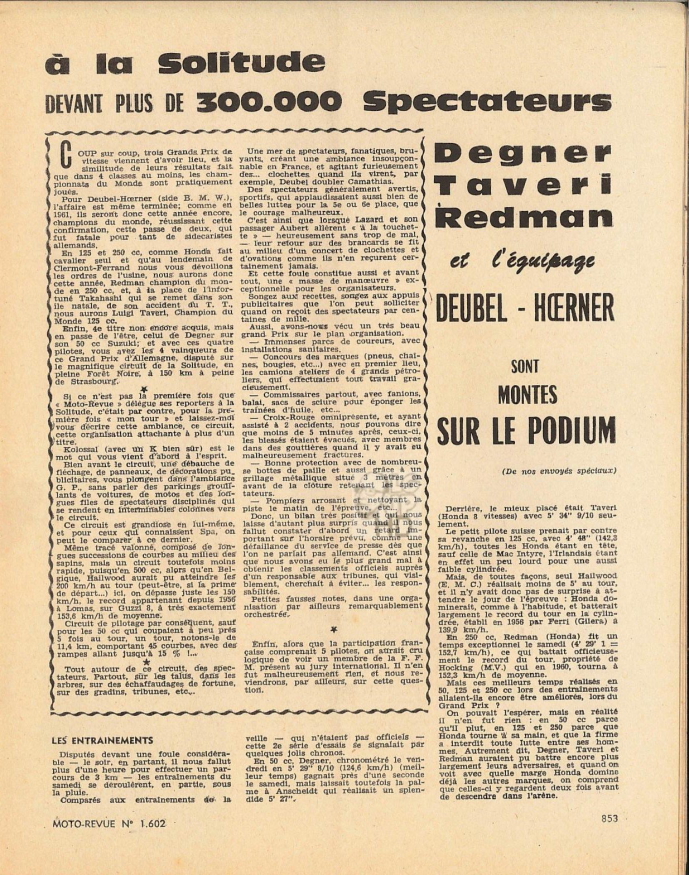 à la Solitude
DEVANT PLUS DE 300.000 Spectateurs
COUP sur coup, trois Grands Prix de
vitesse viennent d'avoir lieu, et la
similitude de leurs résultats fait
que dans 4 classes au moins, les cham-
pionnats du Monde sont pratiquement
joués.
Pour Deubel-Hœrner (side B. M. W.),
l'affaire est même terminée; comme en
1961, ils seront donc cette année encore,
champions du monde, réussissant cette
confirmation, cette passe de deux, qui
fut fatale pour tant de sidecaristes
allemands.
En 125 et 250 cc, comme Honda fait
cavalier seul et qu'au lendemain de
Clermont-Ferrand nous vous dévoilions
les ordres de l'usine, nous aurons donc
cette année, Redman champion du mon-
de en 250 cc, et, à la place de l'infor-
tuné Takahashi qui se remet dans son
île natale, de son accident du T. T.,
nous aurons Luigi Taveri, Champion du
Monde 125 cc.
Enfin, 4e titre non encore acquis, mais
en passe de l'être, celui de Degner sur
son 50 cc Suzuki; et avec ces quatre
pilotes, vous avez les 4 vainqueurs de
ce Grand Prix d'Allemagne, disputé sur
le magnifique circuit de la Solitude, en
pleine Forêt Noire, à 150 km à peine
de Strasbourg.
★
Si ce n'est pas la première fois que
« Moto-Revue » délègue ses reporters à la
Solitude, c'était par contre, pour la pre-
mière fois « mon tour » et laissez-moi
vous décrire cette ambiance, ce circuit,
cette organisation attachante à plus d'un
titre.
Kolossal (avec un K bien sûr) est le
mot qui vous vient d'abord à l'esprit.
Bien avant le circuit, une débauche de
fléchage, de panneaux, de décorations pu-
blicitaires, vous plongent dans l'ambiance
G. P., sans parler des parkings grouil-
lants de voitures, de motos et des lon-
gues files de spectateurs disciplinés qui
se rendent en interminables colonnes vers
le circuit.
Ce circuit est grandiose en lui-même,
et pour ceux qui connaissent Spa, on
peut le comparer à ce dernier.
Même tracé valonné, composé de lon-
gues successions de courbes au milieu des
sapins, mais un circuit toutefois moins
rapide, puisqu'en 500 cc, alors qu'en Bel-
gique, Hailwood aurait pu atteindre les
200 km/h au tour (peut-être, si la prime
de départ...) ici, on dépasse juste les 150
km/h. le record appartenant depuis 1956
à Lomas, sur Guzzi 8, à très exactement
153,6 km/h de moyenne.
Circuit de pilotage par conséquent, sauf
pour les 50 cc qui coupaient à peu près
5 fois au tour, un tour, notons-le de
11,4 km, comportant 45 courbes, avec des
rampes allant jusqu'à 15 % !...
★
Tout autour de ce circuit, des spec-
tateurs. Partout, sur les talus, dans les
arbres, sur des échaffaudages de fortune,
sur des gradins, tribunes, etc...
Une mer de spectateurs, fanatiques, bru-
yants, créant une ambiance insoupçon-
nable en France, et agitant furieusement
des... clochettes quand ils virent, par
exemple, Deubel doubler Camathias.
Des spectateurs généralement avertis,
sportifs, qui applaudissaient aussi bien de
belles luttes pour la 5e ou 6e place, que
le courage malheureux.
C'est ainsi que lorsque Lazard et son
passager Aubert allèrent « à la touchet-
te » — heureusement sans trop de mal,
— leur retour sur des brancards se fit
au milieu d'un concert de clochettes et
d'ovations comme ils n'en reçurent cer-
tainement jamais.
Et cette foule constitue aussi et avant
tout, une « masse de manœuvre » ex-
ceptionnelle pour les organisateurs.
Songez aux recettes, songez aux appuis
publicitaires que l'on peut solliciter
quand on reçoit des spectateurs par cen-
taines de mille.
Aussi, avons-nous vécu un très beau
grand Prix sur le plan organisation.
— Immenses parcs de coureurs, avec
installations sanitaires.
— Concours des marques (pneus, chaî-
nes, bougies, etc...) avec en premier lieu,
les camions ateliers de 4 grands pétro-
liers, qui effectuaient tout travail gra-
cieusement.
— Commissaires partout, avec fanions,
balai, sacs de sciure pour éponger les
traînées d'huile, etc...
— Croix-Rouge omniprésente, et ayant
assisté à 2 accidents, nous pouvons dire
que moins de 5 minutes après, ceux-ci,
les blessés étaient évacués, avec membres
dans des gouttières quand il y avait eu
malheureusement fractures.
— Bonne protection avec de nombreu-
se bottes de paille et aussi grâce à un
grillage métallique situé 3 mètres en
avant de la clôture retenant les spec-
tateurs.
— Pompiers arrosant et nettoyant
piste le matin de l'épreuve, etc...
Donc, un bilan très positif et qui nous
laisse d'autant plus surpris quand il nous
fallut constater d'abord un retard im-
portant sur l'horaire prévu, comme une
défaillance du service de presse dès que
l'on ne parlait pas allemand. C'est ainsi
que nous avons eu le plus grand mal à
obtenir les classements officiels auprès
d'un responsable aux tribunes, qui visi-
blement, cherchait à éviter... les respon-
sabilités.
Petites fausses notes, dans une orga-
nisation par ailleurs remarquablement
orchestrée.
★
Enfin, alors que la participation fran-
çaise comprenait 5 pilotes, on aurait cru
logique de voir un membre de la F. F.
M. présent au jury international. Il n'en
fut malheureusement rien, et nous re-
viendrons, par ailleurs, sur cette ques-
tion.
Degner
Taveri
Redman
et l'équipage
DEUBEL - HŒRNER
SONT
MONTES
SUR LE PODIUM
(De nos envoyés spéciaux)
LES ENTRAINEMENTS
Disputés devant une foule considéra-
ble — le soir, en partant, il nous fallut
plus d'une heure pour effectuer un par-
cours de 3 km — les entraînements du
samedi se déroulèrent, en partie, sous
la pluie.
Comparés aux entraînements de la
veille — qui n'étaient pas officiels —
cette 2e série d'essais se signalait par
quelques jolis chronos.
En 50 cc, Degner, chronométré le ven-
dredi en 5' 29" 8/10 (124,6 km/h) (meil-
leur temps) gagnait près d'une seconde
le samedi, mais laissait toutefois la pal-
me à Anscheidt qui réalisait un splen-
dide 5' 27".
Derrière, le mieux placé était Taveri
(Honda 8 vitesses) avec 5' 34" 9/10 seu-
lement.
Le petit pilote suisse prenait par contre
sa revanche en 125 cc, avec 4' 48" (142,3
km/h), toutes les Honda étant en tête,
sauf celle de Mac Intyre, l'Irlandais étant
en effet un peu lourd pour une aussi
faible cylindrée.
Mais, de toutes façons, seul Hailwood
(E. M. C.) réalisait moins de 5' au tour,
et il n'y avait donc pas de surprise à at-
tendre le jour de l'épreuve : Honda do-
minerait, comme à l'habitude, et batterait
largement le record du tour en la cylin-
drée, établi en 1956 par Ferri (Gilera) à
139,9 km/h.
En 250 cc, Redman (Honda) fit un
temps exceptionnel le samedi (4' 29" 1 =
152,7 km/h), ce qui battait officieuse-
ment le record du tour, propriété de
Hocking (M.V.) qui en 1960, tourna à
152,3 km/h de moyenne.
Mais ces meilleurs temps réalisés en
50, 125 et 250 cc lors des entraînements
allaient-ils encore être améliorés, lors du
Grand Prix ?
On pouvait l'espérer, mais en réalité
il n'en fut rien : en 50 cc parce
qu'il plut, en 125 et 250 parce que
Honda tourne à sa main, et que la firme
a interdit toute lutte entre ses hom-
mes. Autrement dit, Degner, Taveri et
Redman auraient pu battre encore plus
largement leurs adversaires, et quand on
voit avec quelle marge Honda domine
déjà les autres marques, on comprend
que celles-ci y regardent deux fois avant
de descendre dans l'arène.
MOTO-REVUE N° 1.602
853